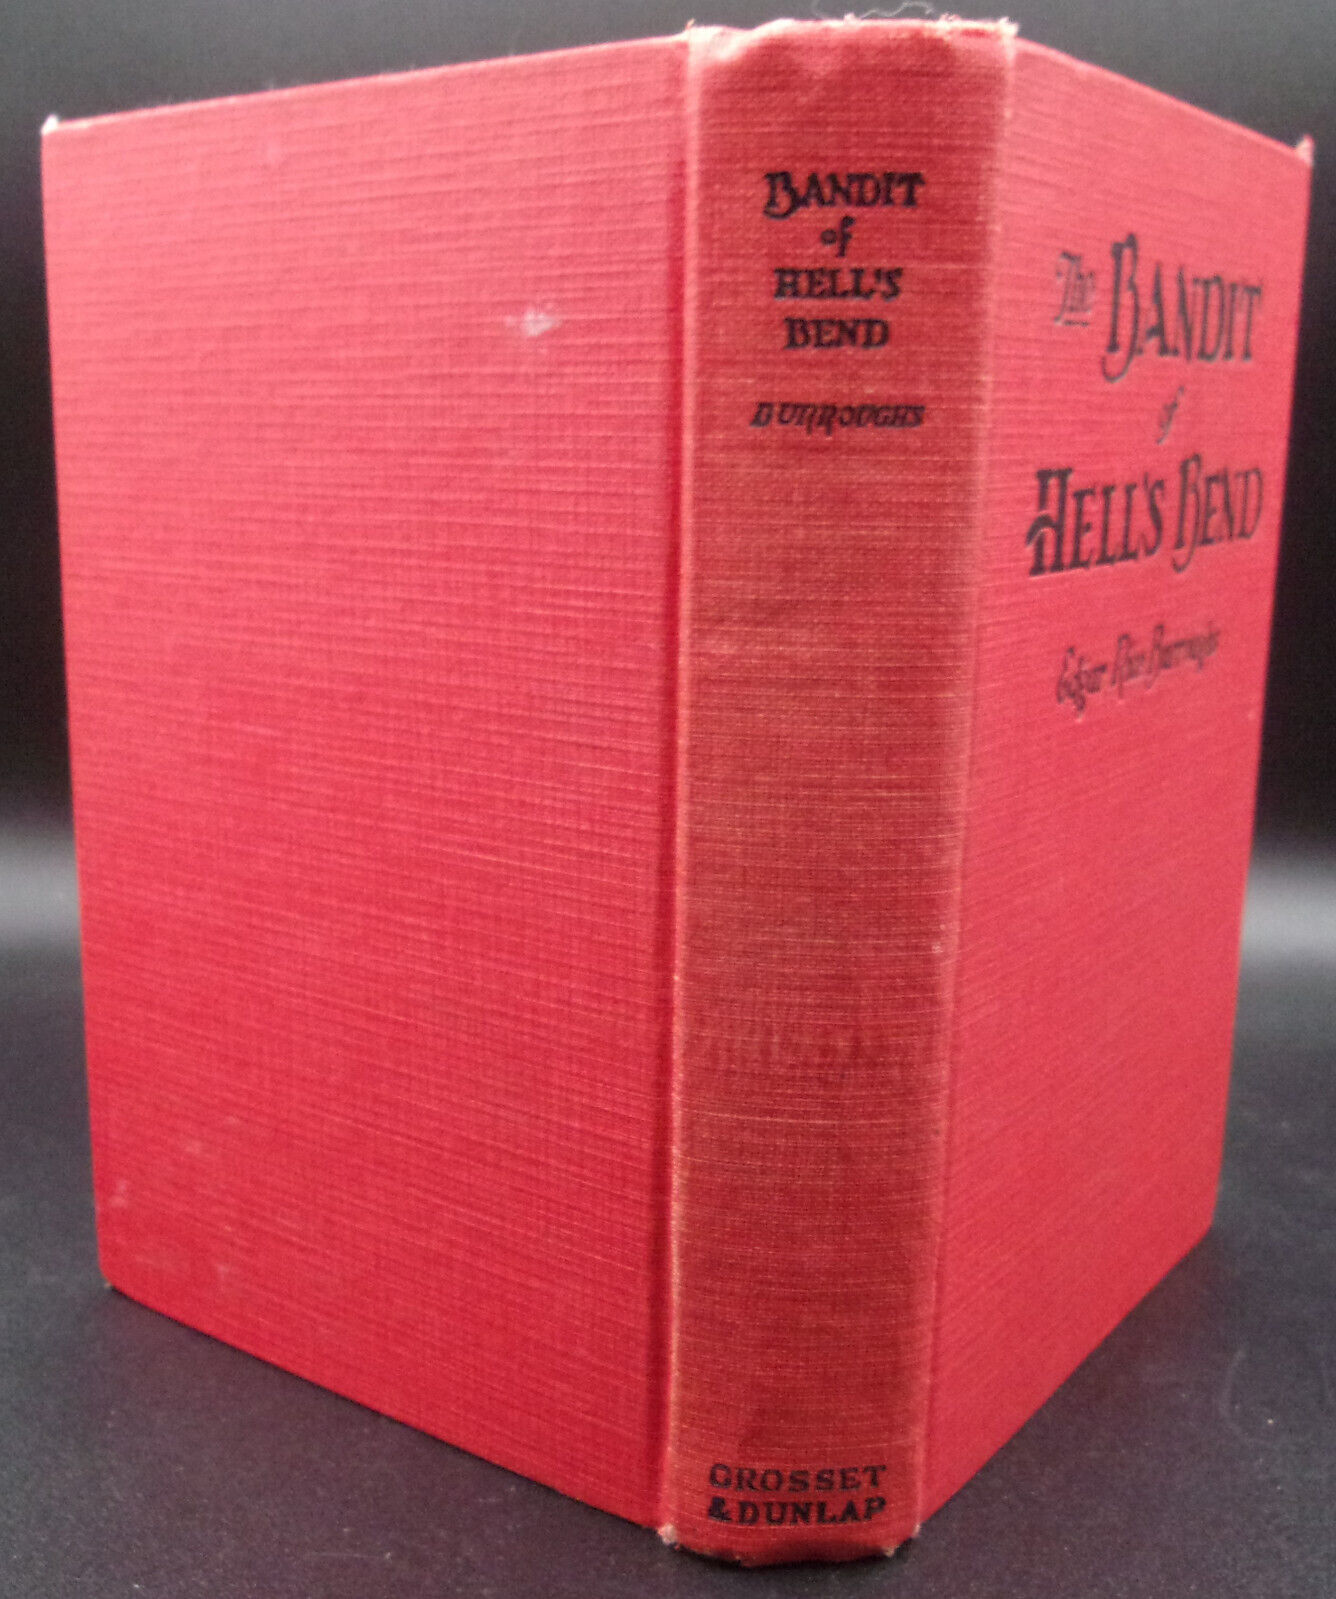 BANDIT
of
HELL'S
BEND
BURROUGHS
GROSSET
& DUNLAP
The BANDIT
of
HELL'S BEND
Edgar Rice Burroughs